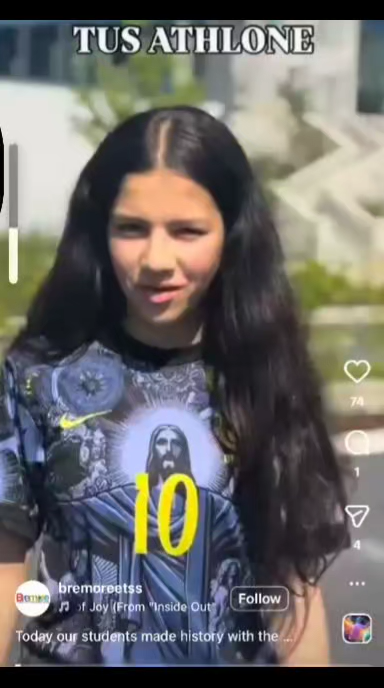 TUS ATHLONE
10
74
1
4
Bremore
bremoreetss
Follow
♫ of Joy (From "Inside Out"
Today our students made history with the ...